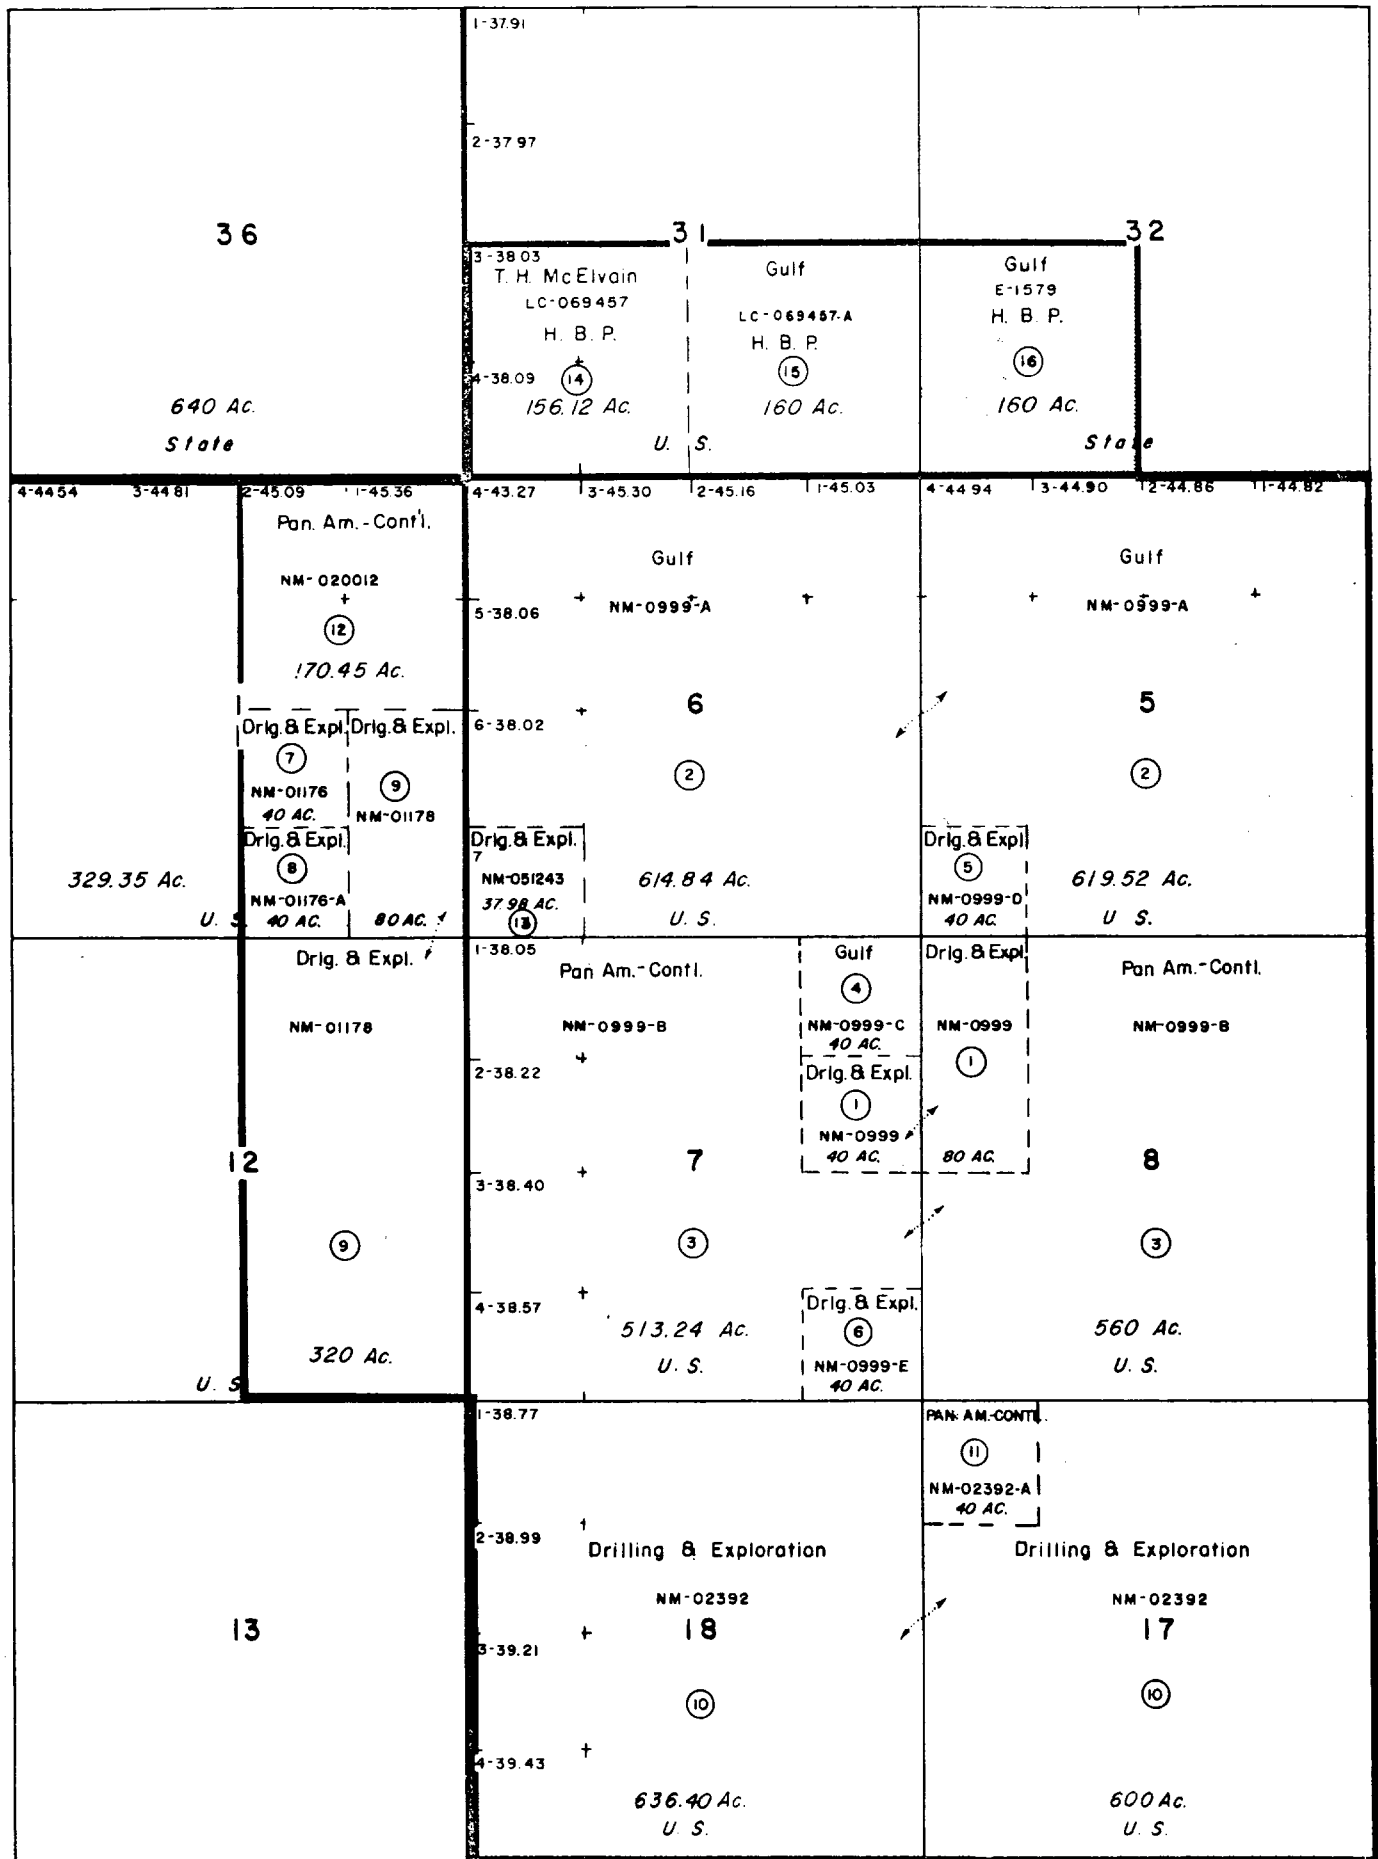 1-37.91
2-37.97
36
31
32
3-38.03
T. H. McElvain
LC-069457
H. B. P.
4-38.09
14
156.12 Ac.
Gulf
LC-069457-A
H. B. P.
15
160 Ac.
U. S.
Gulf
E-1579
H. B. P.
16
160 Ac.
State
640 Ac.
State
4-44.54
3-44.81
2-45.09
1-45.36
4-43.27
3-45.30
2-45.16
1-45.03
4-44.94
3-44.90
2-44.86
1-44.82
Pan. Am.-Cont'l.
NM-020012
12
170.45 Ac.
Gulf
5-38.06
NM-0999-A
Gulf
NM-0999-A
6
5
6-38.02
2
2
Drlg. & Expl.
7
NM-01176
40 AC.
Drlg. & Expl.
9
NM-01178
80 AC.
Drlg. & Expl.
8
NM-01176-A
40 AC.
329.35 Ac.
U. S.
Drlg. & Expl.
7
NM-051243
37.98 AC.
13
614.84 Ac.
U. S.
Drlg. & Expl.
5
NM-0999-D
40 AC.
619.52 Ac.
U. S.
Drlg. & Expl.
NM-01178
1-38.05
Pan Am.-Contl.
NM-0999-B
Gulf
4
NM-0999-C
40 AC.
Drlg. & Expl.
NM-0999
1
80 AC.
Pan Am.-Contl.
NM-0999-B
2-38.22
Drlg. & Expl.
1
NM-0999
40 AC.
12
7
8
3-38.40
9
3
3
4-38.57
320 Ac.
U. S.
513.24 Ac.
U. S.
Drlg. & Expl.
6
NM-0999-E
40 AC.
560 Ac.
U. S.
1-38.77
PAN. AM.-CONTL.
11
NM-02392-A
40 AC.
2-38.99
Drilling & Exploration
NM-02392
Drilling & Exploration
NM-02392
13
18
17
3-39.21
10
10
4-39.43
636.40 Ac.
U. S.
600 Ac.
U. S.